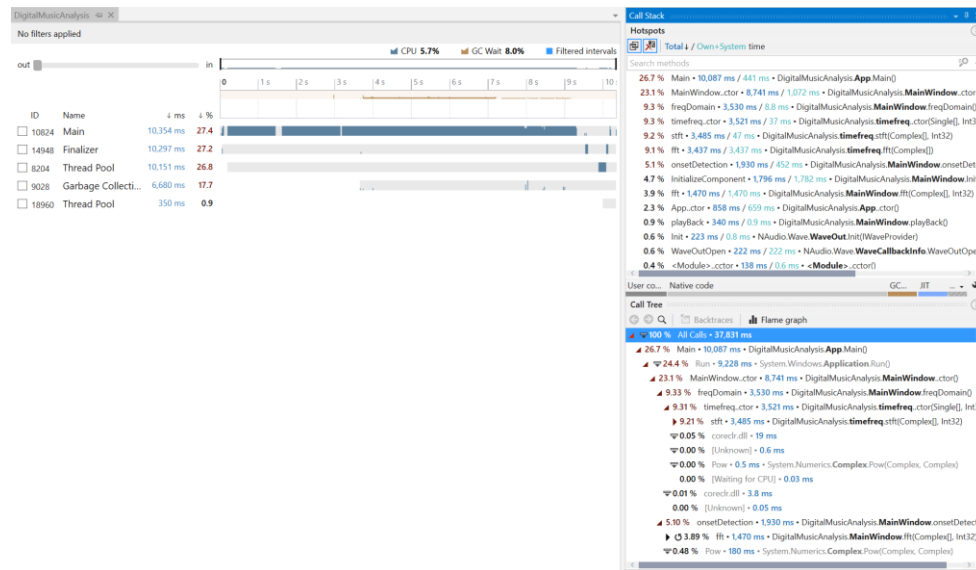 DigitalMusicAnalysis
No filters applied
CPU 5.7% GC Wait 8.0% Filtered intervals
out in
0 1s 2s 3s 4s 5s 6s 7s 8s 9s 10
ID Name ↓ ms ↓ %
10824 Main 10,354 ms 27.4
14948 Finalizer 10,297 ms 27.2
8204 Thread Pool 10,151 ms 26.8
9028 Garbage Collecti... 6,680 ms 17.7
18960 Thread Pool 350 ms 0.9
Call Stack
Hotspots
Total↓ / Own+System time
Search methods
26.7 % Main • 10,087 ms / 441 ms • DigitalMusicAnalysis.App.Main()
23.1 % MainWindow..ctor • 8,741 ms / 1,072 ms • DigitalMusicAnalysis.MainWindow..ctor
9.3 % freqDomain • 3,530 ms / 8.8 ms • DigitalMusicAnalysis.MainWindow.freqDomain()
9.3 % timefreq..ctor • 3,521 ms / 37 ms • DigitalMusicAnalysis.timefreq..ctor(Single[], Int
9.2 % stft • 3,485 ms / 47 ms • DigitalMusicAnalysis.timefreq.stft(Complex[], Int32)
9.1 % fft • 3,437 ms / 3,437 ms • DigitalMusicAnalysis.timefreq.fft(Complex[])
5.1 % onsetDetection • 1,930 ms / 452 ms • DigitalMusicAnalysis.MainWindow.onsetDet
4.7 % InitializeComponent • 1,796 ms / 1,782 ms • DigitalMusicAnalysis.MainWindow.Ini
3.9 % fft • 1,470 ms / 1,470 ms • DigitalMusicAnalysis.MainWindow.fft(Complex[], Int32)
2.3 % App..ctor • 858 ms / 659 ms • DigitalMusicAnalysis.App..ctor()
0.9 % playBack • 340 ms / 0.9 ms • DigitalMusicAnalysis.MainWindow.playBack()
0.6 % Init • 223 ms / 0.8 ms • NAudio.Wave.WaveOut.Init(IWaveProvider)
0.6 % WaveOutOpen • 222 ms / 222 ms • NAudio.Wave.WaveCallbackInfo.WaveOutOpe
0.4 % <Module>..cctor • 138 ms / 0.6 ms • <Module>..cctor()
User co... Native code GC... JIT ...
Call Tree
Backtraces Flame graph
100 % All Calls • 37,831 ms
26.7 % Main • 10,087 ms • DigitalMusicAnalysis.App.Main()
24.4 % Run • 9,228 ms • System.Windows.Application.Run()
23.1 % MainWindow..ctor • 8,741 ms • DigitalMusicAnalysis.MainWindow..ctor()
9.33 % freqDomain • 3,530 ms • DigitalMusicAnalysis.MainWindow.freqDomain()
9.31 % timefreq..ctor • 3,521 ms • DigitalMusicAnalysis.timefreq..ctor(Single[], Int
9.21 % stft • 3,485 ms • DigitalMusicAnalysis.timefreq.stft(Complex[], Int32)
0.05 % coreclr.dll • 19 ms
0.00 % [Unknown] • 0.6 ms
0.00 % Pow • 0.5 ms • System.Numerics.Complex.Pow(Complex, Complex)
0.00 % [Waiting for CPU] • 0.03 ms
0.01 % coreclr.dll • 3.8 ms
0.00 % [Unknown] • 0.05 ms
5.10 % onsetDetection • 1,930 ms • DigitalMusicAnalysis.MainWindow.onsetDetect
3.89 % fft • 1,470 ms • DigitalMusicAnalysis.MainWindow.fft(Complex[], Int32
0.48 % Pow • 180 ms • System.Numerics.Complex.Pow(Complex, Complex)